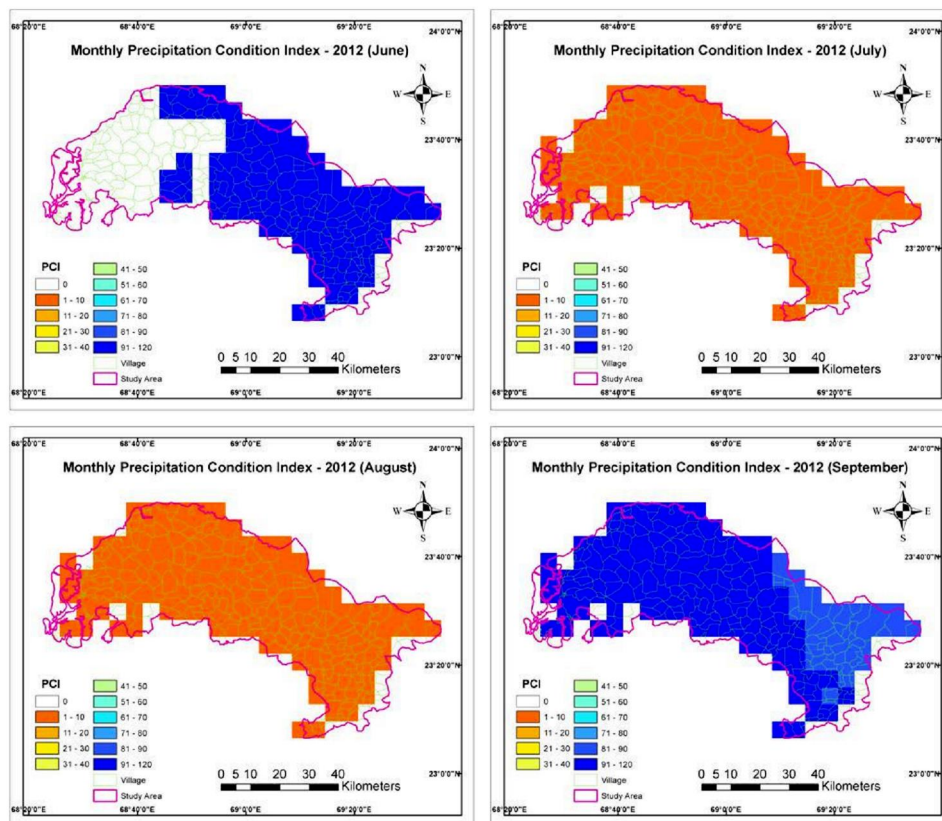 68°20'0"E 68°40'0"E 69°0'0"E 69°20'0"E
24°0'0"N
Monthly Precipitation Condition Index - 2012 (June)
N
W E
S
23°40'0"N
23°20'0"N
PCI
0
1 - 10
11 - 20
21 - 30
31 - 40
41 - 50
51 - 60
61 - 70
71 - 80
81 - 90
91 - 120
Village
Study Area
0 5 10 20 30 40
Kilometers
23°0'0"N
68°20'0"E 68°40'0"E 69°0'0"E 69°20'0"E
68°20'0"E 68°40'0"E 69°0'0"E 69°20'0"E
24°0'0"N
Monthly Precipitation Condition Index - 2012 (July)
N
W E
S
23°40'0"N
23°20'0"N
PCI
0
1 - 10
11 - 20
21 - 30
31 - 40
41 - 50
51 - 60
61 - 70
71 - 80
81 - 90
91 - 120
Village
Study Area
0 5 10 20 30 40
Kilometers
23°0'0"N
68°20'0"E 68°40'0"E 69°0'0"E 69°20'0"E
68°20'0"E 68°40'0"E 69°0'0"E 69°20'0"E
24°0'0"N
Monthly Precipitation Condition Index - 2012 (August)
N
W E
S
23°40'0"N
23°20'0"N
PCI
0
1 - 10
11 - 20
21 - 30
31 - 40
41 - 50
51 - 60
61 - 70
71 - 80
81 - 90
91 - 120
Village
Study Area
0 5 10 20 30 40
Kilometers
23°0'0"N
68°20'0"E 68°40'0"E 69°0'0"E 69°20'0"E
68°20'0"E 68°40'0"E 69°0'0"E 69°20'0"E
24°0'0"N
Monthly Precipitation Condition Index - 2012 (September)
N
W E
S
23°40'0"N
23°20'0"N
PCI
0
1 - 10
11 - 20
21 - 30
31 - 40
41 - 50
51 - 60
61 - 70
71 - 80
81 - 90
91 - 120
Village
Study Area
0 5 10 20 30 40
Kilometers
23°0'0"N
68°20'0"E 68°40'0"E 69°0'0"E 69°20'0"E